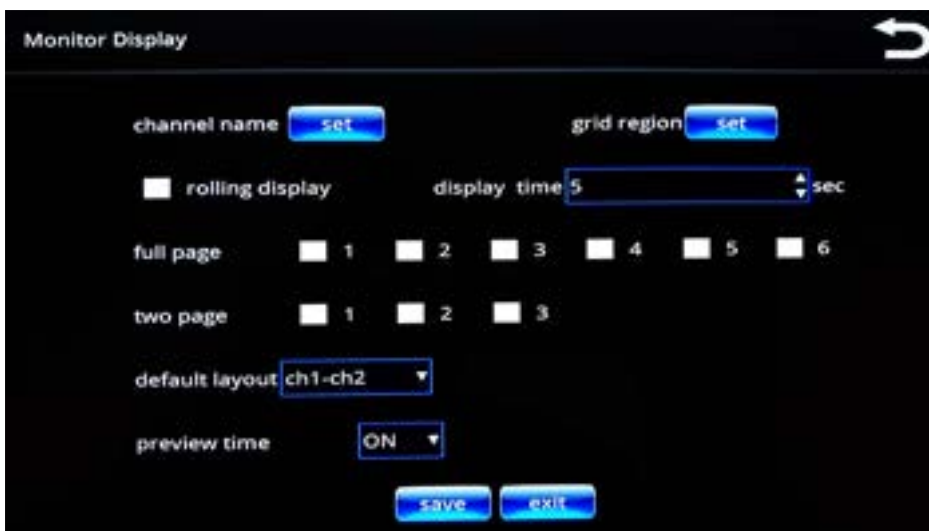 Monitor Display
channel name set grid region set
rolling display display time 5 sec
full page 1 2 3 4 5 6
two page 1 2 3
default layout ch1-ch2
preview time ON
save exit